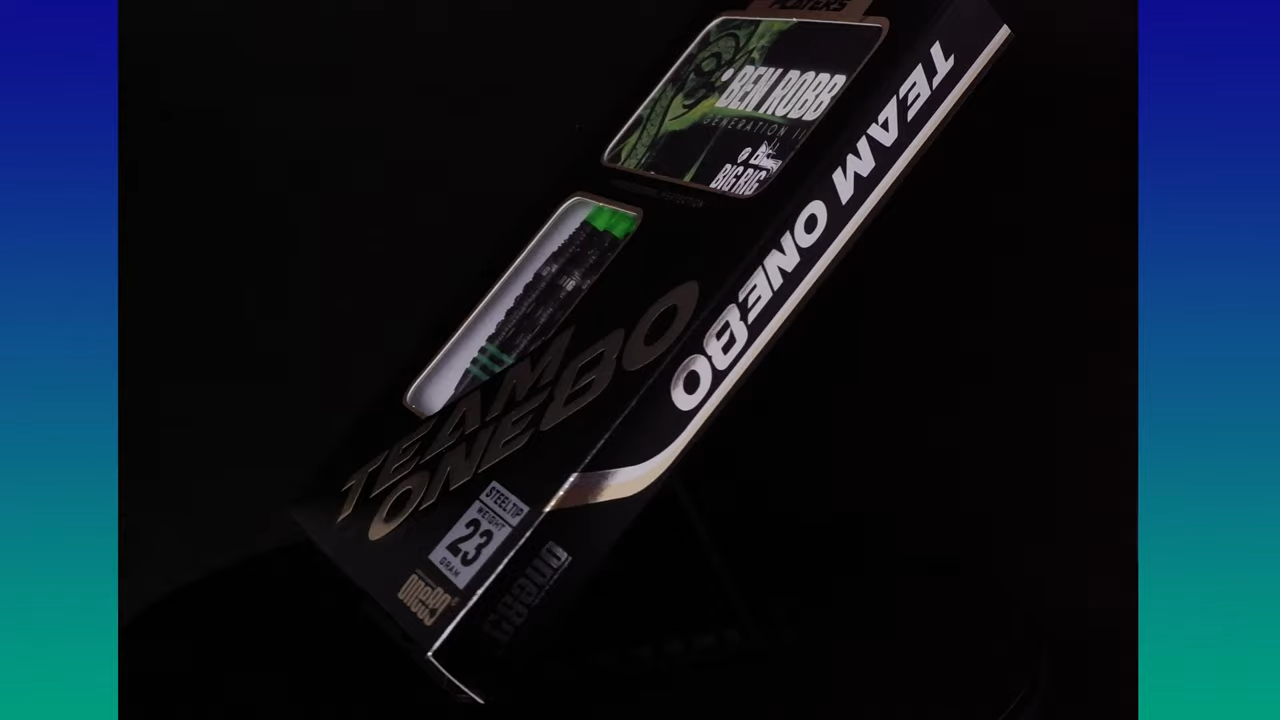 PLAYERS
BEN ROBB
GENERATION II
BIG RIG
TEAM
ONE80
STEELTIP
WEIGHT
23
GRAM
one80
TEAM ONE80
one80